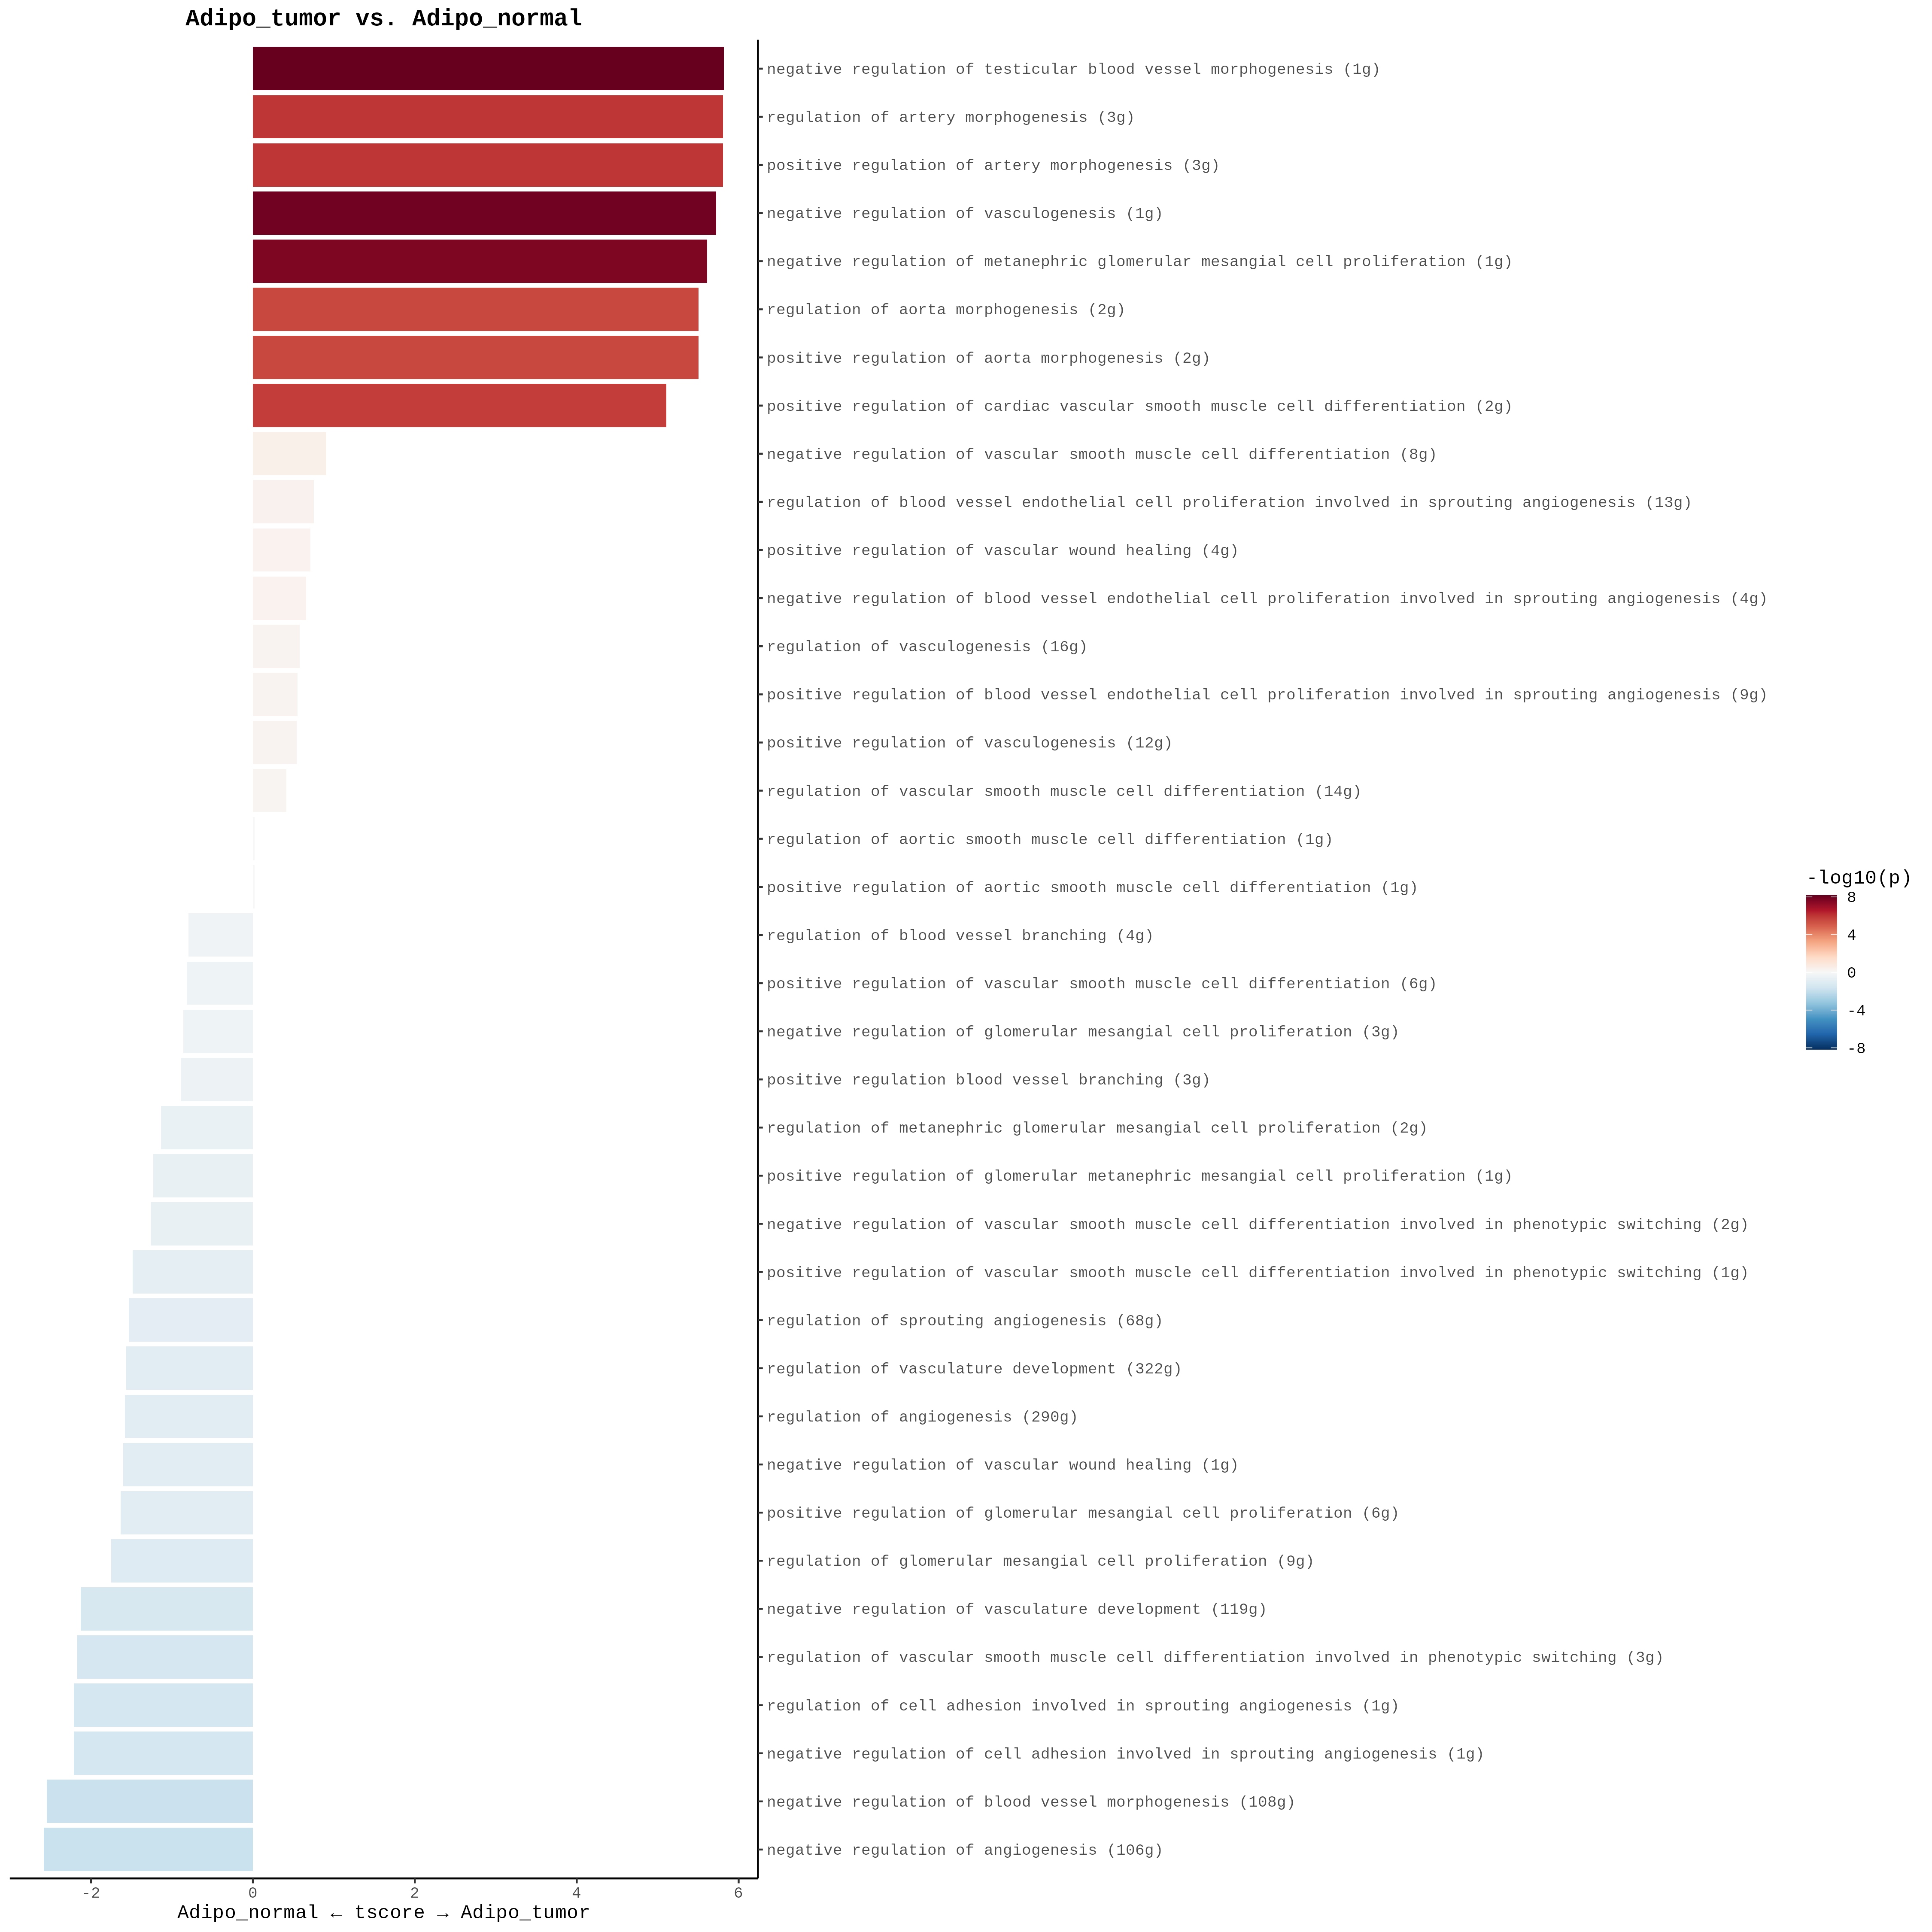 Adipo_tumor vs. Adipo_normal
negative regulation of testicular blood vessel morphogenesis (1g)
regulation of artery morphogenesis (3g)
positive regulation of artery morphogenesis (3g)
negative regulation of vasculogenesis (1g)
negative regulation of metanephric glomerular mesangial cell proliferation (1g)
regulation of aorta morphogenesis (2g)
positive regulation of aorta morphogenesis (2g)
positive regulation of cardiac vascular smooth muscle cell differentiation (2g)
negative regulation of vascular smooth muscle cell differentiation (8g)
regulation of blood vessel endothelial cell proliferation involved in sprouting angiogenesis (13g)
positive regulation of vascular wound healing (4g)
negative regulation of blood vessel endothelial cell proliferation involved in sprouting angiogenesis (4g)
regulation of vasculogenesis (16g)
positive regulation of blood vessel endothelial cell proliferation involved in sprouting angiogenesis (9g)
positive regulation of vasculogenesis (12g)
regulation of vascular smooth muscle cell differentiation (14g)
regulation of aortic smooth muscle cell differentiation (1g)
positive regulation of aortic smooth muscle cell differentiation (1g)
regulation of blood vessel branching (4g)
positive regulation of vascular smooth muscle cell differentiation (6g)
negative regulation of glomerular mesangial cell proliferation (3g)
positive regulation blood vessel branching (3g)
regulation of metanephric glomerular mesangial cell proliferation (2g)
positive regulation of glomerular metanephric mesangial cell proliferation (1g)
negative regulation of vascular smooth muscle cell differentiation involved in phenotypic switching (2g)
positive regulation of vascular smooth muscle cell differentiation involved in phenotypic switching (1g)
regulation of sprouting angiogenesis (68g)
regulation of vasculature development (322g)
regulation of angiogenesis (290g)
negative regulation of vascular wound healing (1g)
positive regulation of glomerular mesangial cell proliferation (6g)
regulation of glomerular mesangial cell proliferation (9g)
negative regulation of vasculature development (119g)
regulation of vascular smooth muscle cell differentiation involved in phenotypic switching (3g)
regulation of cell adhesion involved in sprouting angiogenesis (1g)
negative regulation of cell adhesion involved in sprouting angiogenesis (1g)
negative regulation of blood vessel morphogenesis (108g)
negative regulation of angiogenesis (106g)
-2 0 2 4 6
Adipo_normal ← tscore → Adipo_tumor
-log10(p)
8
4
0
-4
-8